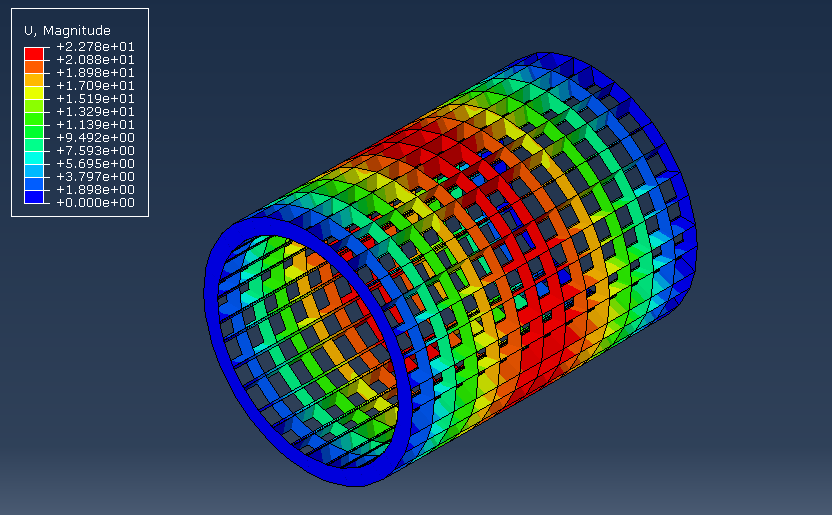 U, Magnitude
+2.278e+01
+2.088e+01
+1.898e+01
+1.709e+01
+1.519e+01
+1.329e+01
+1.139e+01
+9.492e+00
+7.593e+00
+5.695e+00
+3.797e+00
+1.898e+00
+0.000e+00